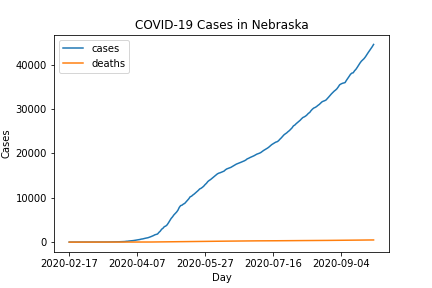 COVID-19 Cases in Nebraska
cases
deaths
40000
30000
20000
10000
0
Cases
2020-02-17 2020-04-07 2020-05-27 2020-07-16 2020-09-04
Day